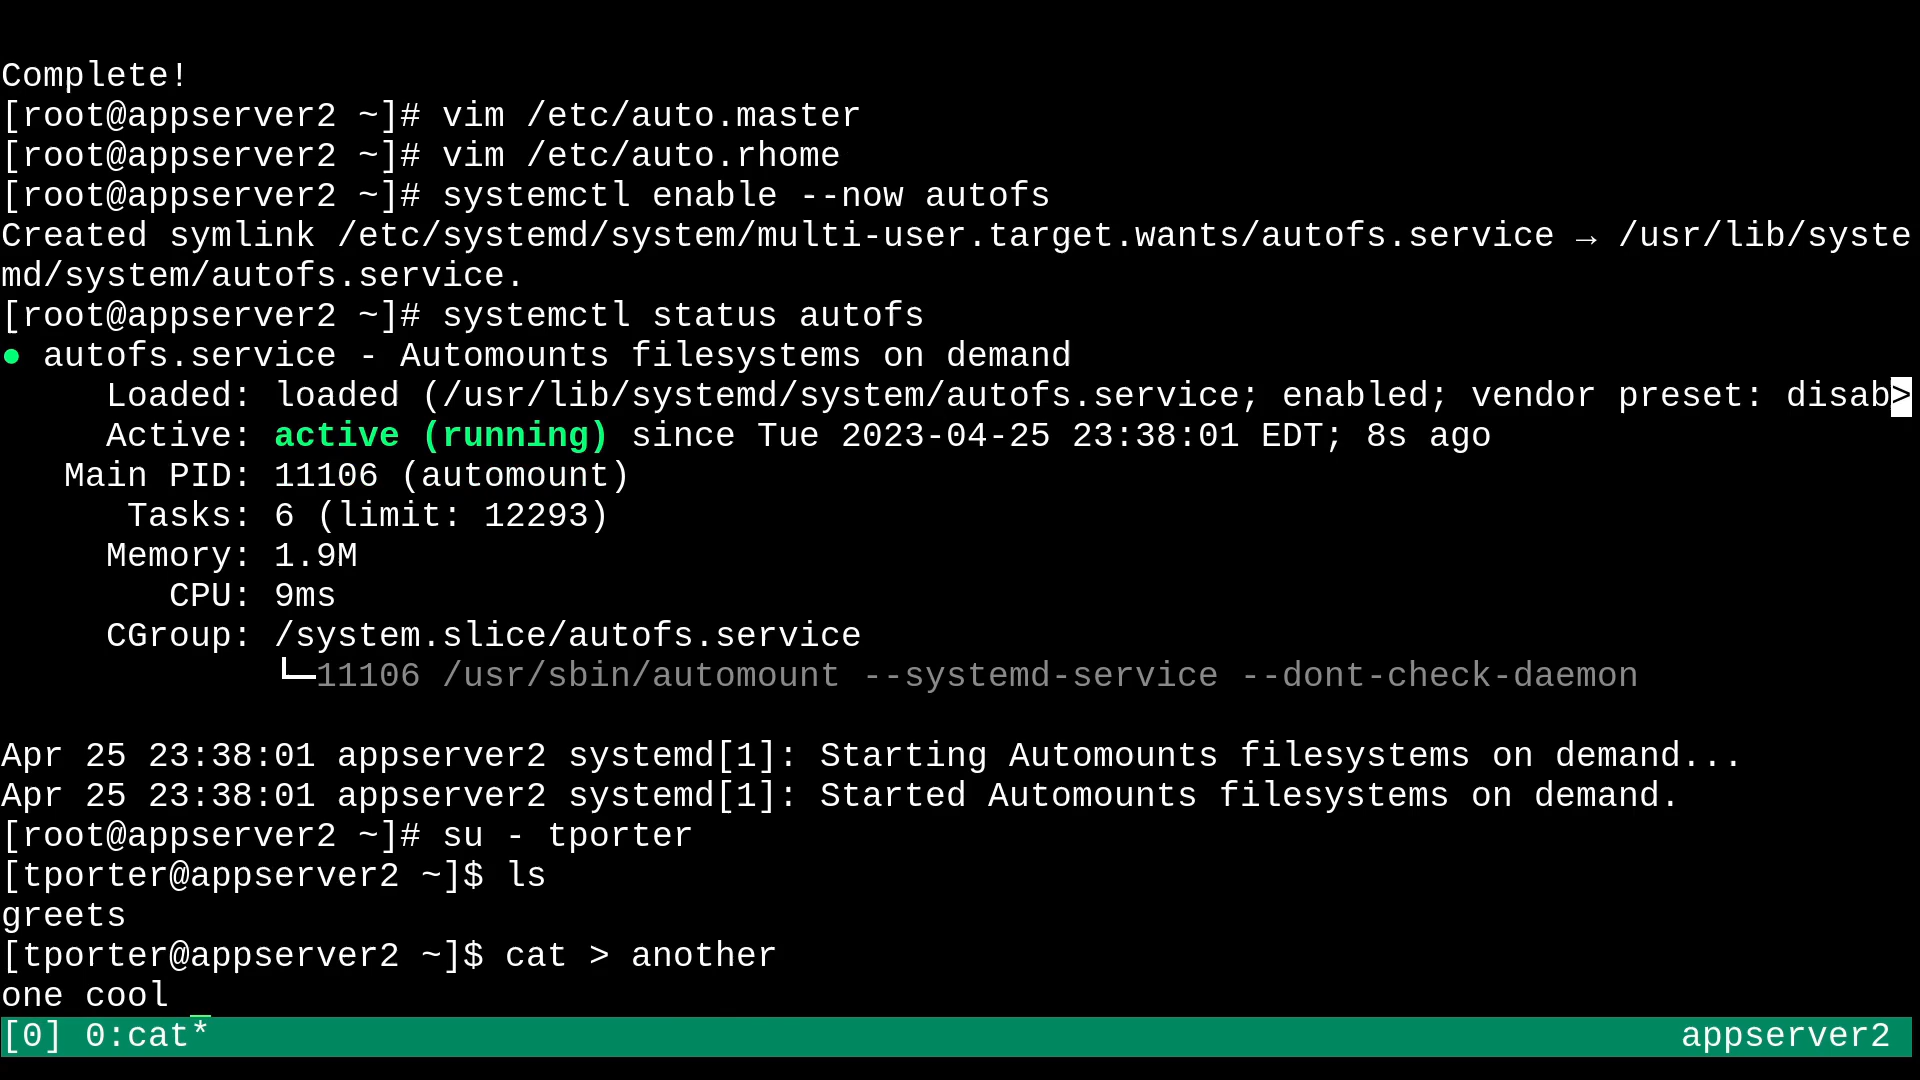 Complete!
[root@appserver2 ~]# vim /etc/auto.master
[root@appserver2 ~]# vim /etc/auto.rhome
[root@appserver2 ~]# systemctl enable --now autofs
Created symlink /etc/systemd/system/multi-user.target.wants/autofs.service → /usr/lib/syste
md/system/autofs.service.
[root@appserver2 ~]# systemctl status autofs
● autofs.service - Automounts filesystems on demand
     Loaded: loaded (/usr/lib/systemd/system/autofs.service; enabled; vendor preset: disab>
     Active: active (running) since Tue 2023-04-25 23:38:01 EDT; 8s ago
   Main PID: 11106 (automount)
      Tasks: 6 (limit: 12293)
     Memory: 1.9M
        CPU: 9ms
     CGroup: /system.slice/autofs.service
             └─11106 /usr/sbin/automount --systemd-service --dont-check-daemon
Apr 25 23:38:01 appserver2 systemd[1]: Starting Automounts filesystems on demand...
Apr 25 23:38:01 appserver2 systemd[1]: Started Automounts filesystems on demand.
[root@appserver2 ~]# su - tporter
[tporter@appserver2 ~]$ ls
greets
[tporter@appserver2 ~]$ cat > another
one cool
[0] 0:cat* appserver2